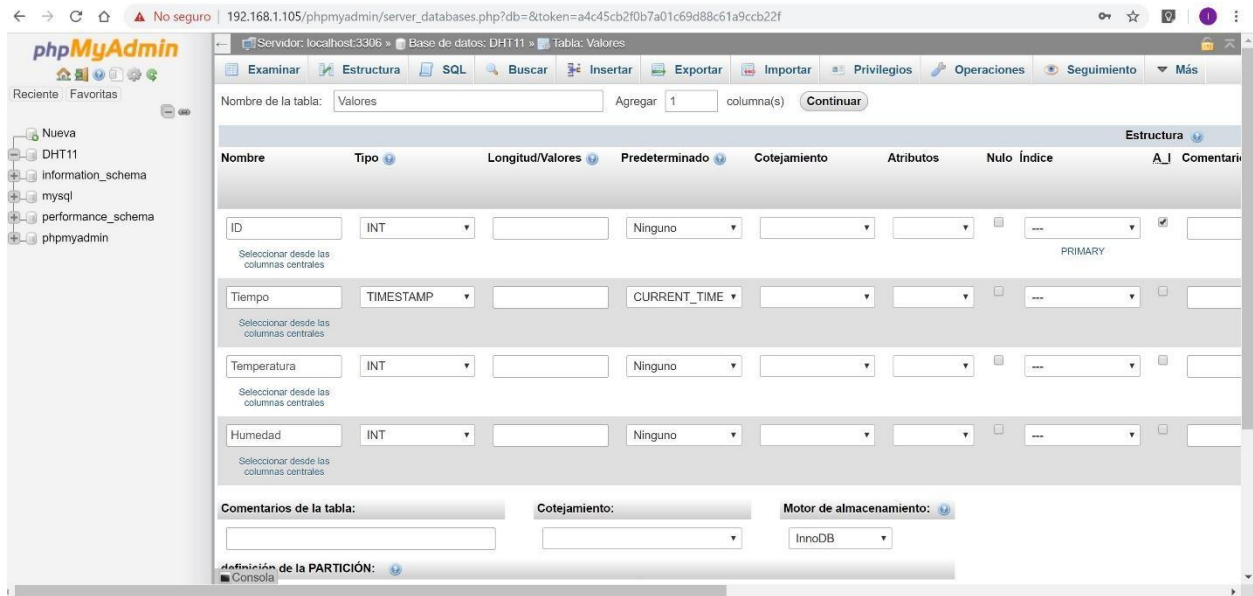 No seguro 192.168.1.105/phpmyadmin/server_databases.php?db=&token=a4c45cb2f0b7a01c69d88c61a9ccb22f
phpMyAdmin
Reciente Favoritas
Nueva
DHT11
information_schema
mysql
performance_schema
phpmyadmin
Servidor: localhost:3306 » Base de datos: DHT11 » Tabla: Valores
Examinar Estructura SQL Buscar Insertar Exportar Importar Privilegios Operaciones Seguimiento Más
Nombre de la tabla: Valores Agregar 1 columna(s) Continuar
Estructura
Nombre Tipo Longitud/Valores Predeterminado Cotejamiento Atributos Nulo Índice A_I Comentari
ID INT Ninguno ---
Seleccionar desde las columnas centrales PRIMARY
Tiempo TIMESTAMP CURRENT_TIME ---
Seleccionar desde las columnas centrales
Temperatura INT Ninguno ---
Seleccionar desde las columnas centrales
Humedad INT Ninguno ---
Seleccionar desde las columnas centrales
Comentarios de la tabla: Cotejamiento: Motor de almacenamiento:
InnoDB
definición de la PARTICIÓN:
Consola